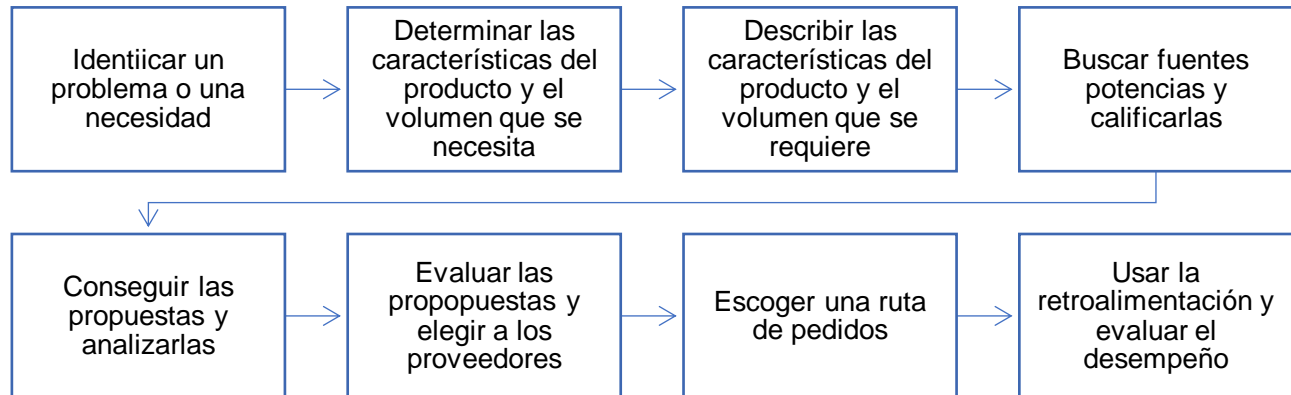 Identiicar un
problema o una
necesidad
Determinar las
características del
producto y el
volumen que se
necesita
Describir las
características del
producto y el
volumen que se
requiere
Buscar fuentes
potencias y
calificarlas
Conseguir las
propuestas y
analizarlas
Evaluar las
propopuestas y
elegir a los
proveedores
Escoger una ruta
de pedidos
Usar la
retroalimentación y
evaluar el
desempeño